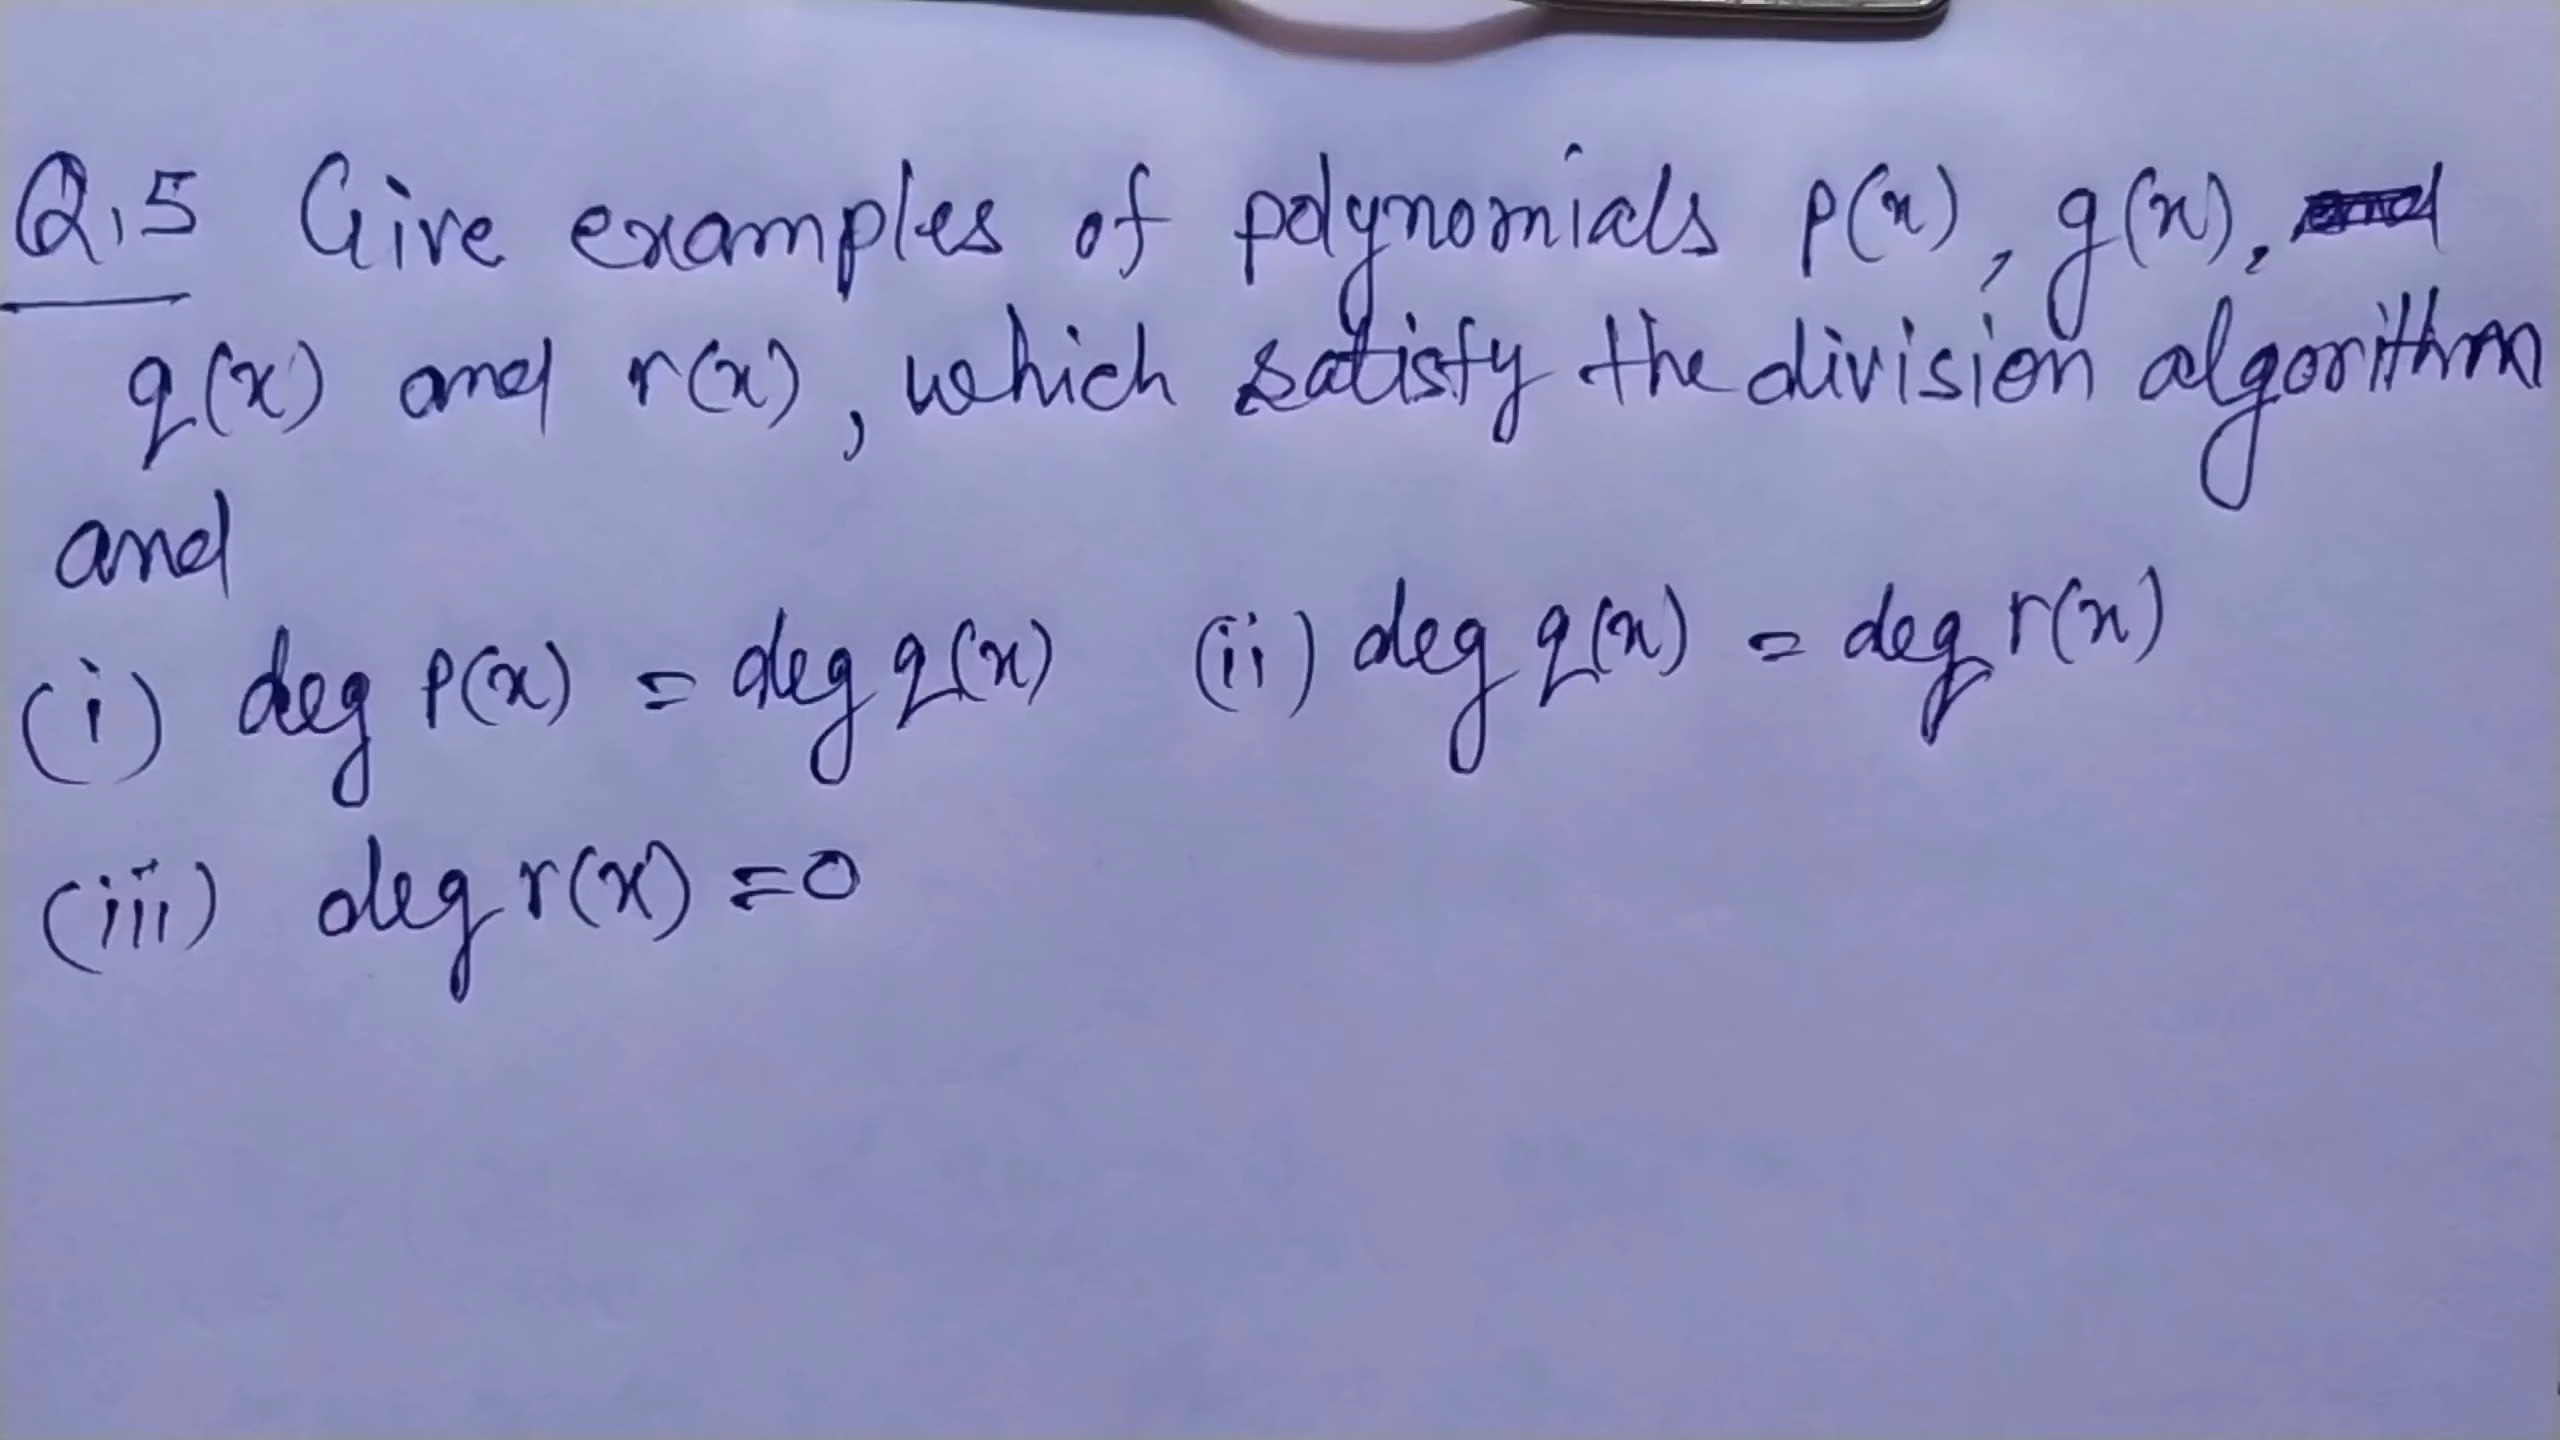 Q.5 Give examples of polynomials p(x), g(x),
q(x) and r(x), which satisfy the division algorithm
and
(i) deg p(x) = deg q(x) (ii) deg q(x) = deg r(x)
(iii) deg r(x) = 0